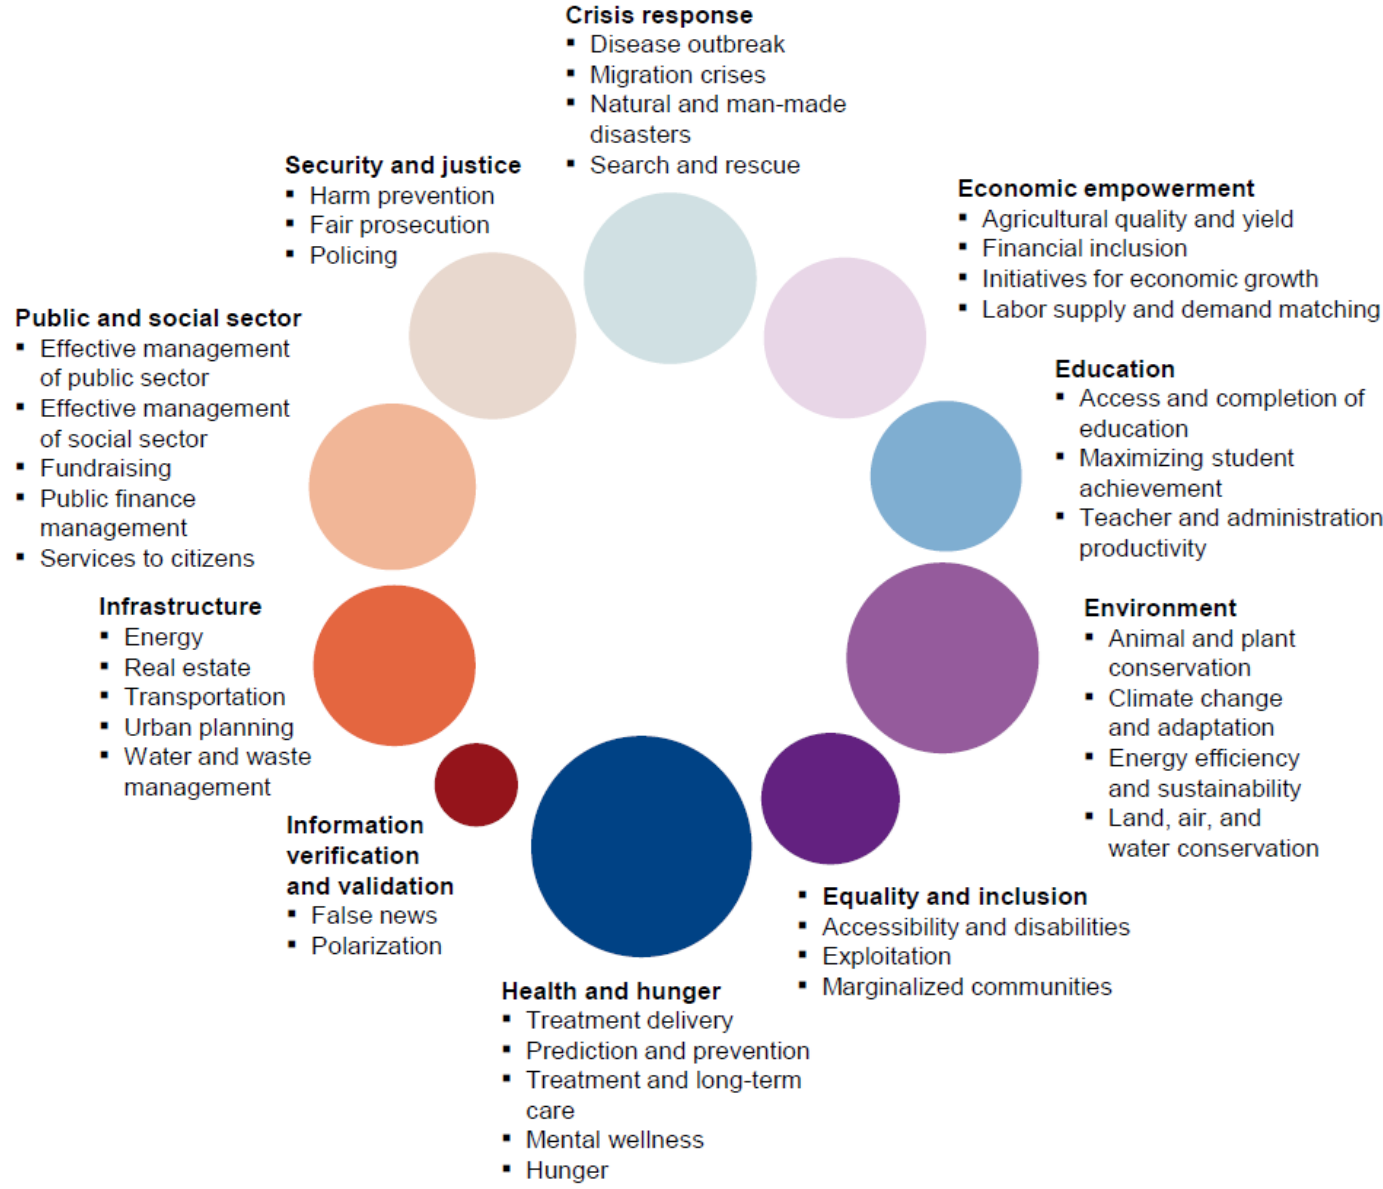 Crisis response
▪ Disease outbreak
▪ Migration crises
▪ Natural and man-made
disasters
▪ Search and rescue
Security and justice
▪ Harm prevention
▪ Fair prosecution
▪ Policing
Economic empowerment
▪ Agricultural quality and yield
▪ Financial inclusion
▪ Initiatives for economic growth
▪ Labor supply and demand matching
Public and social sector
▪ Effective management
of public sector
▪ Effective management
of social sector
▪ Fundraising
▪ Public finance
management
▪ Services to citizens
Education
▪ Access and completion of
education
▪ Maximizing student
achievement
▪ Teacher and administration
productivity
Infrastructure
▪ Energy
▪ Real estate
▪ Transportation
▪ Urban planning
▪ Water and waste
management
Environment
▪ Animal and plant
conservation
▪ Climate change
and adaptation
▪ Energy efficiency
and sustainability
▪ Land, air, and
water conservation
Information
verification
and validation
▪ False news
▪ Polarization
▪ Equality and inclusion
▪ Accessibility and disabilities
▪ Exploitation
▪ Marginalized communities
Health and hunger
▪ Treatment delivery
▪ Prediction and prevention
▪ Treatment and long-term
care
▪ Mental wellness
▪ Hunger